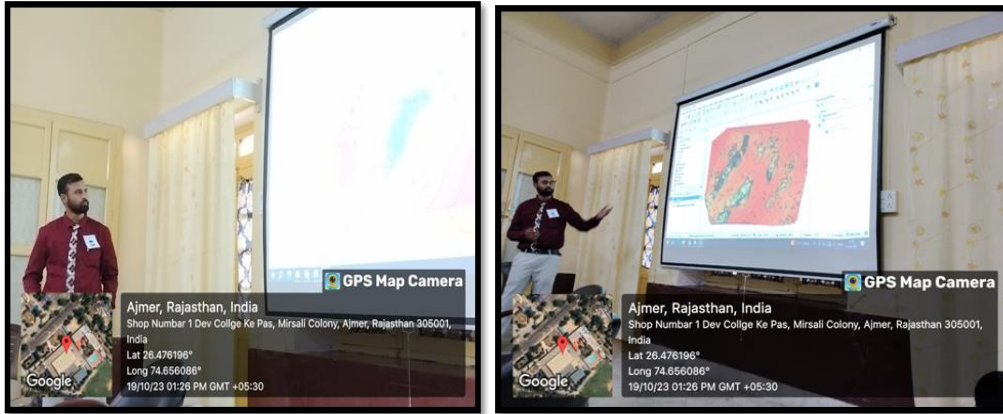 GPS Map Camera
Ajmer, Rajasthan, India
Shop Numbar 1 Dev Collge Ke Pas, Mirsali Colony, Ajmer, Rajasthan 305001,
India
Lat 26.476196°
Long 74.656086°
19/10/23 01:26 PM GMT +05:30
Google
GPS Map Camera
Ajmer, Rajasthan, India
Shop Numbar 1 Dev Collge Ke Pas, Mirsali Colony, Ajmer, Rajasthan 305001,
India
Lat 26.476196°
Long 74.656086°
19/10/23 01:26 PM GMT +05:30
Google